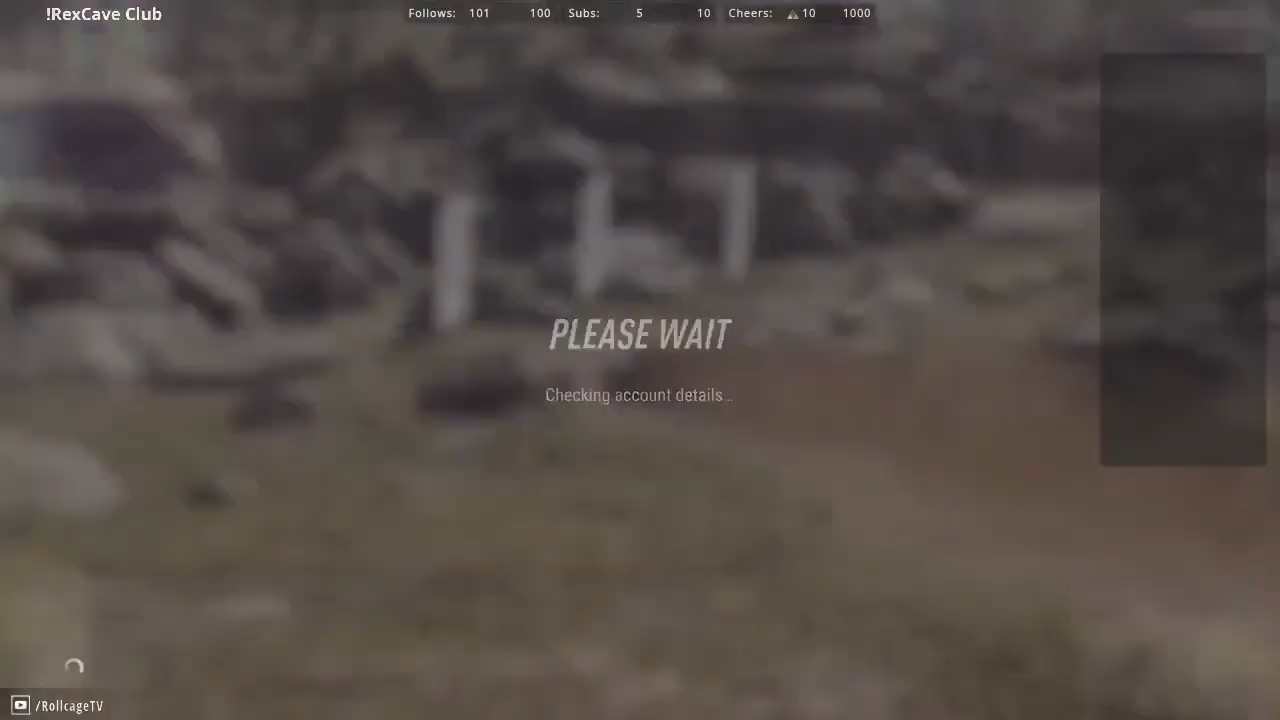 !RexCave Club
Follows: 101 100 Subs: 5 10 Cheers: 10 1000
PLEASE WAIT
Checking account details...
/RollcageTV